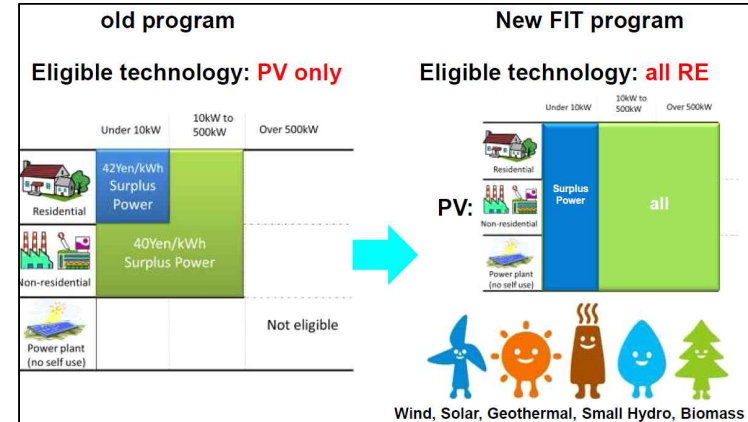 old program
Eligible technology: PV only
Under 10kW
10kW to
500kW
Over 500kW
Residential
42Yen/kWh
Surplus
Power
Non-residential
40Yen/kWh
Surplus Power
Power plant
(no self use)
Not eligible
New FIT program
Eligible technology: all RE
Under 10kW
10kW to
500kW
Over 500kW
PV:
Residential
Non-residential
Power plant
(no self use)
Surplus
Power
all
Wind, Solar, Geothermal, Small Hydro, Biomass